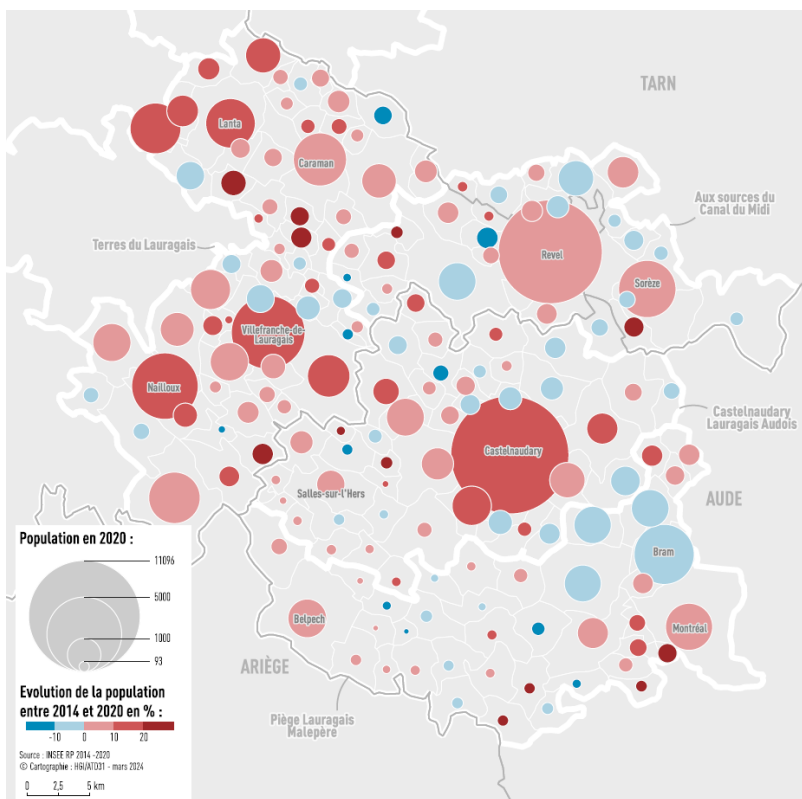 TARN
Lanta
Caraman
Aux sources du
Canal du Midi
Terres du Lauragais
Revel
Sorèze
Villefranche-de-
Lauragais
Nailloux
Castelnaudary
Lauragais Audois
Castelnaudary
Salles-sur-l'Hers
AUDE
Bram
Belpech
Montréal
ARIÈGE
Piège Lauragais
Malepère
Population en 2020 :
11096
5000
1000
93
Evolution de la population
entre 2014 et 2020 en % :
-10 0 10 20
Source : INSEE RP 2014 -2020
© Cartographie : HGI/ATD31 - mars 2024
0 2,5 5 km